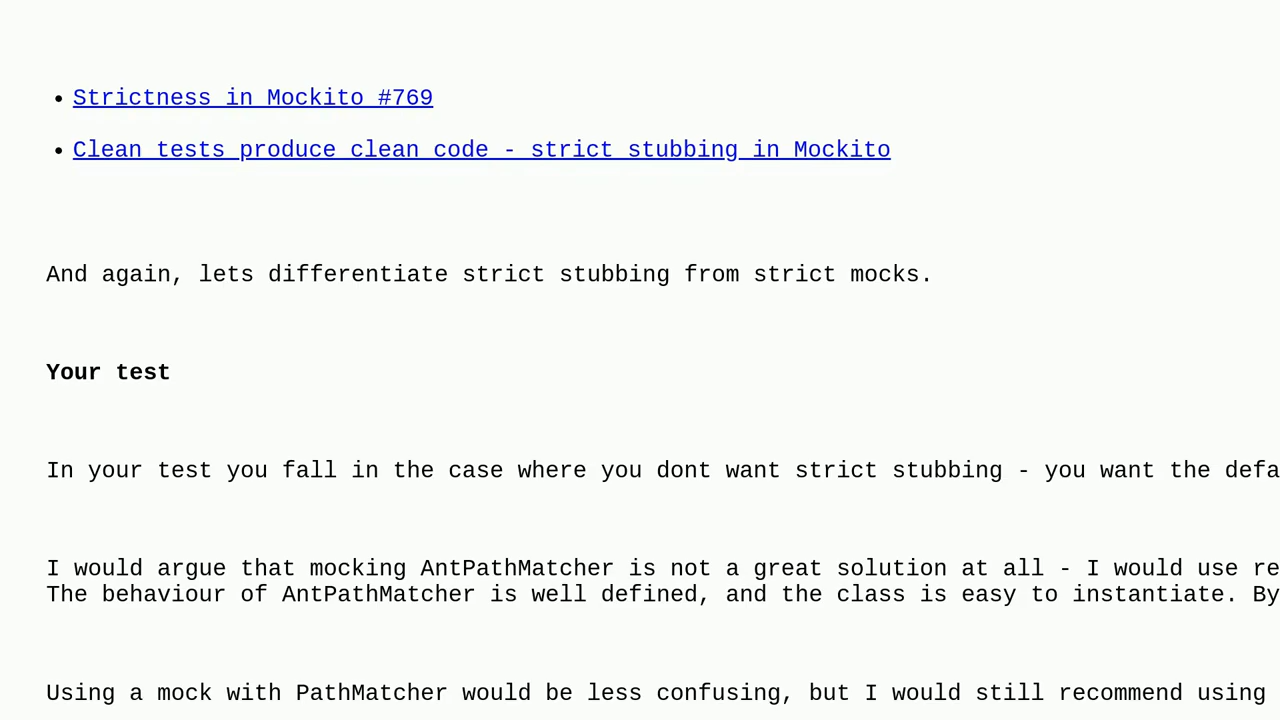 Strictness in Mockito #769
Clean tests produce clean code - strict stubbing in Mockito
And again, lets differentiate strict stubbing from strict mocks.
Your test
In your test you fall in the case where you dont want strict stubbing - you want the defa
I would argue that mocking AntPathMatcher is not a great solution at all - I would use re
The behaviour of AntPathMatcher is well defined, and the class is easy to instantiate. By
Using a mock with PathMatcher would be less confusing, but I would still recommend using